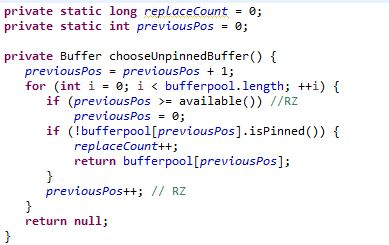 private static long replaceCount = 0;
private static int previousPos = 0;
private Buffer chooseUnpinnedBuffer() {
previousPos = previousPos + 1;
for (int i = 0; i < bufferpool.length; ++i) {
if (previousPos >= available()) //RZ
previousPos = 0;
if (!bufferpool[previousPos].isPinned()) {
replaceCount++;
return bufferpool[previousPos];
}
previousPos++; // RZ
}
return null;
}